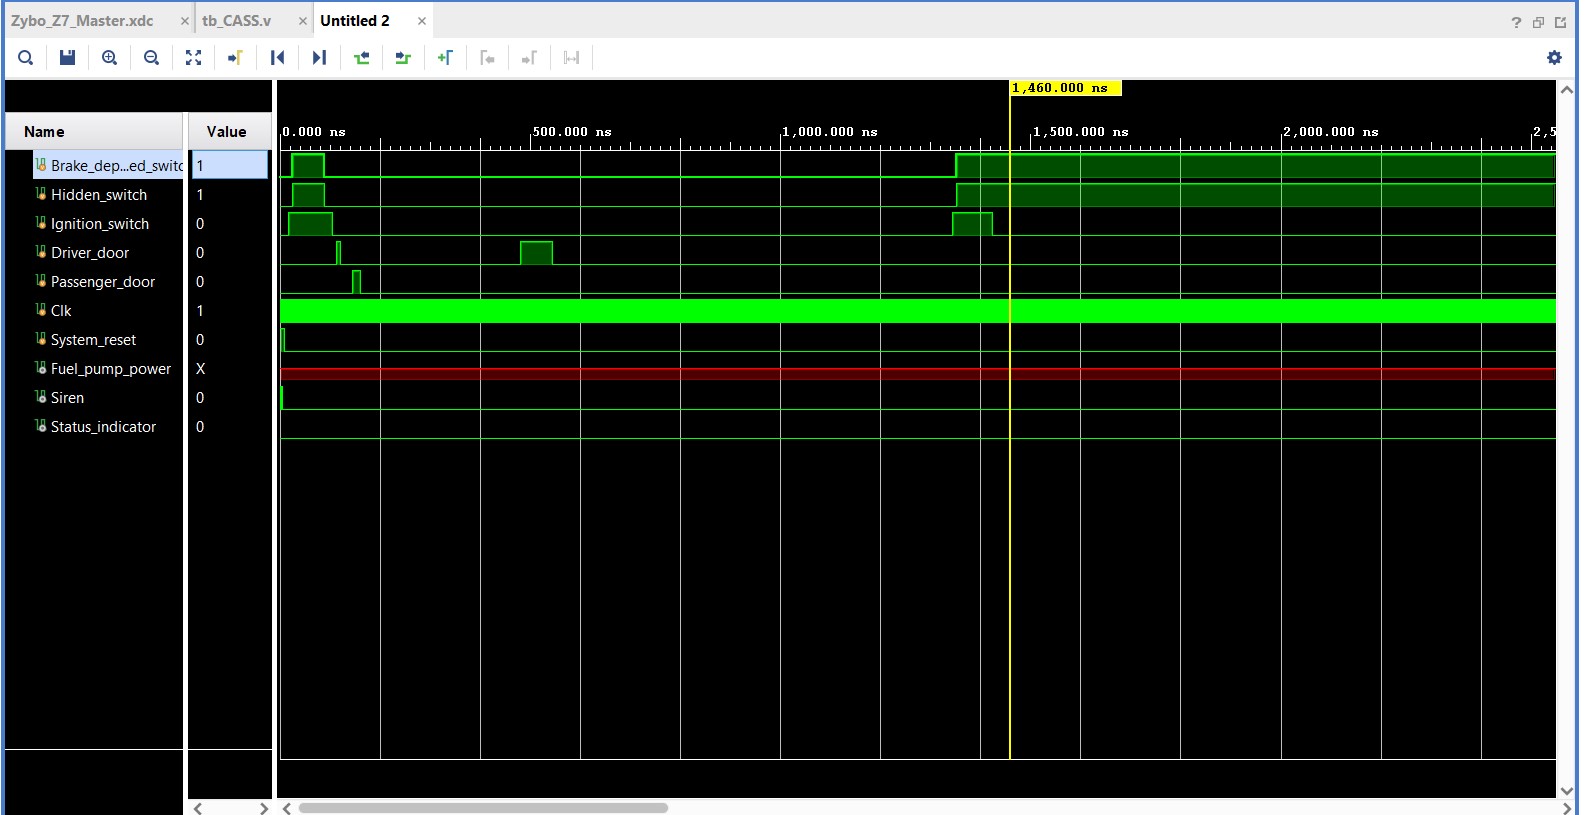 Zybo_Z7_Master.xdc × tb_CASS.v × Untitled 2 ×
?
1,460.000 ns
Name Value 0.000 ns 500.000 ns 1,000.000 ns 1,500.000 ns 2,000.000 ns 2,5
Brake_dep...ed_switc 1
Hidden_switch 1
Ignition_switch 0
Driver_door 0
Passenger_door 0
Clk 1
System_reset 0
Fuel_pump_power X
Siren 0
Status_indicator 0